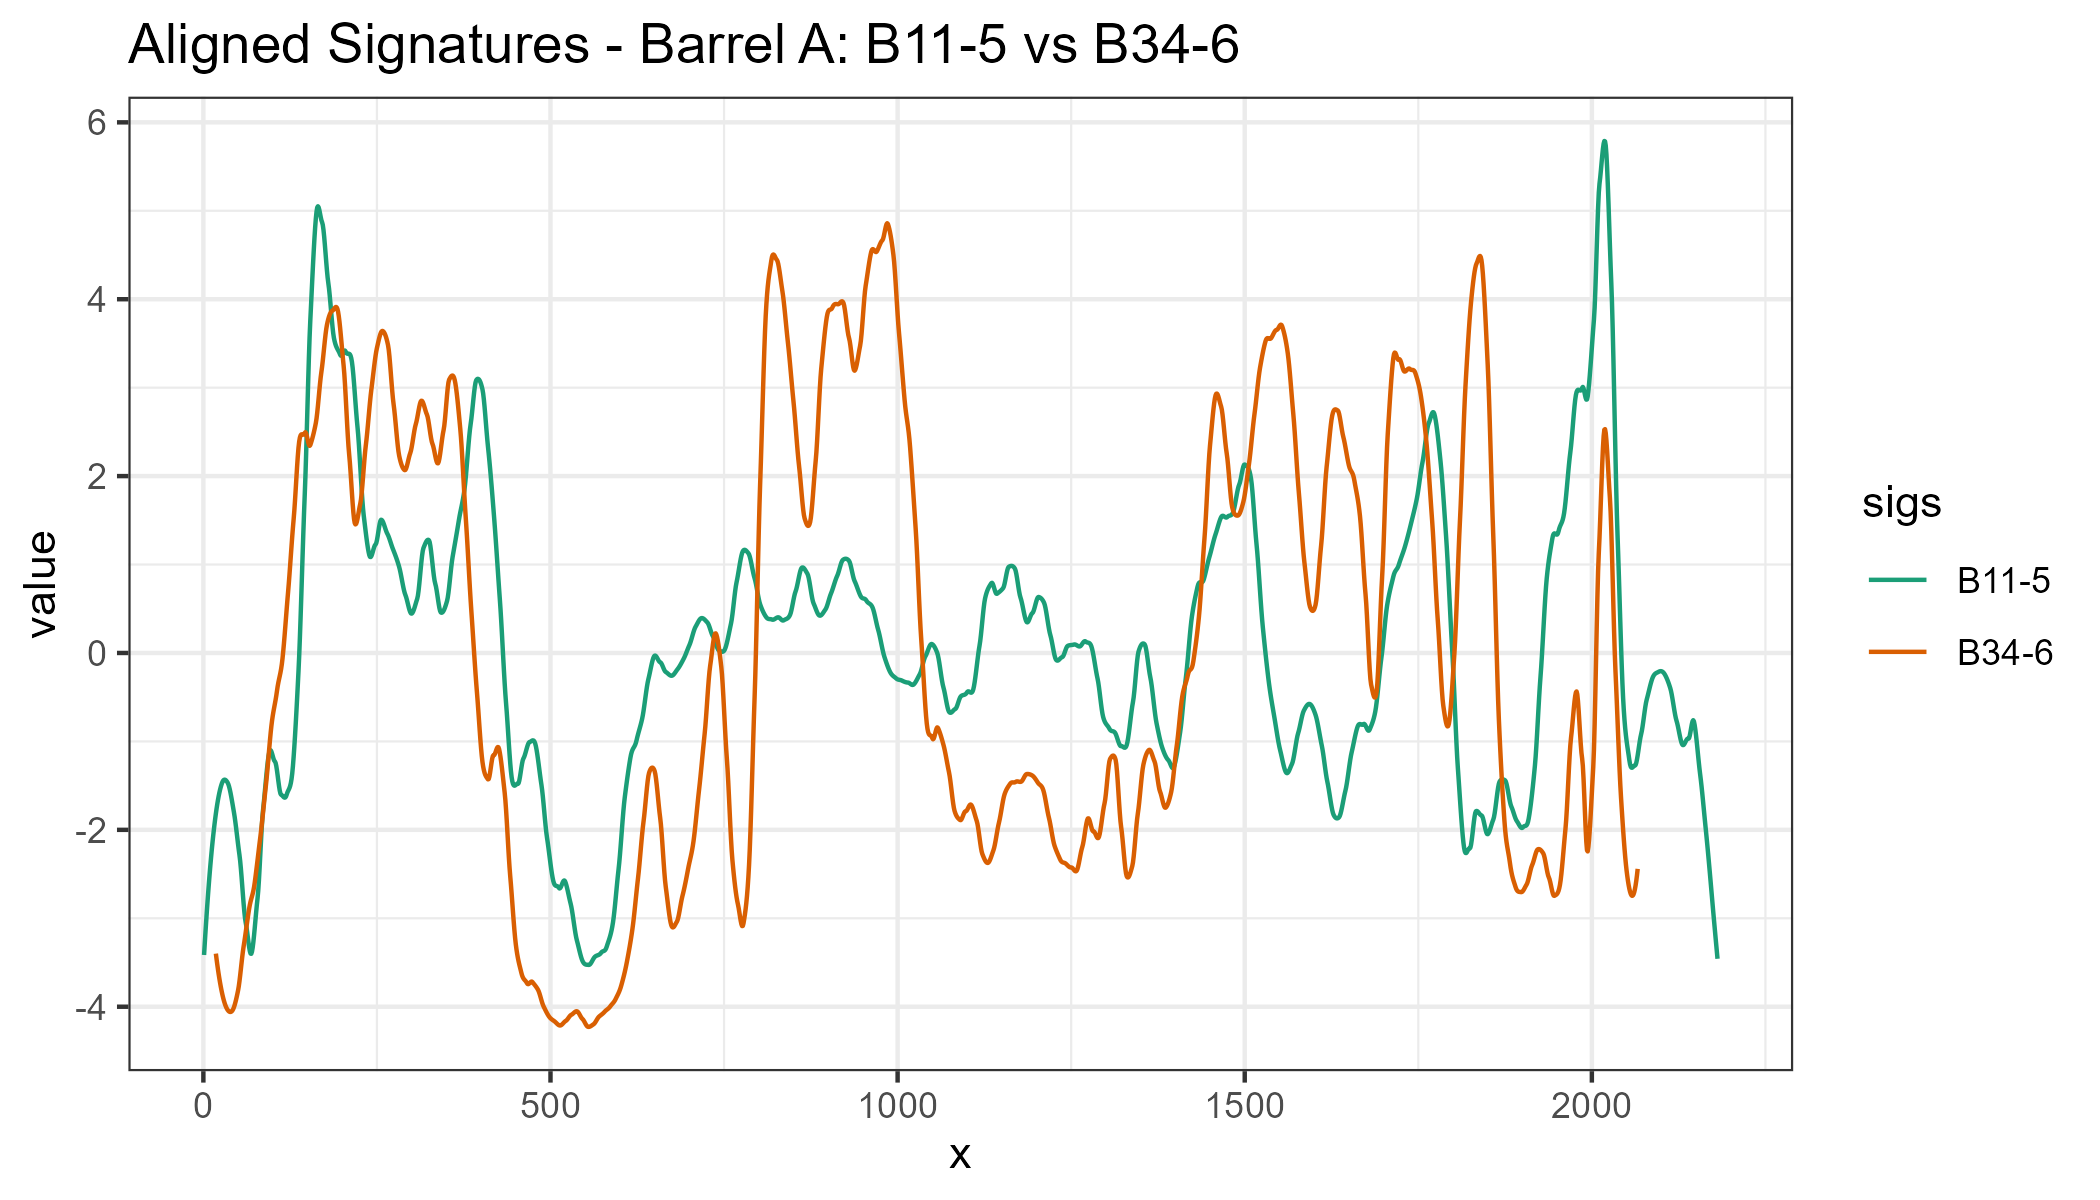 Aligned Signatures - Barrel A: B11-5 vs B34-6
6
4
2
0
-2
-4
value
0 500 1000 1500 2000
x
sigs
B11-5
B34-6